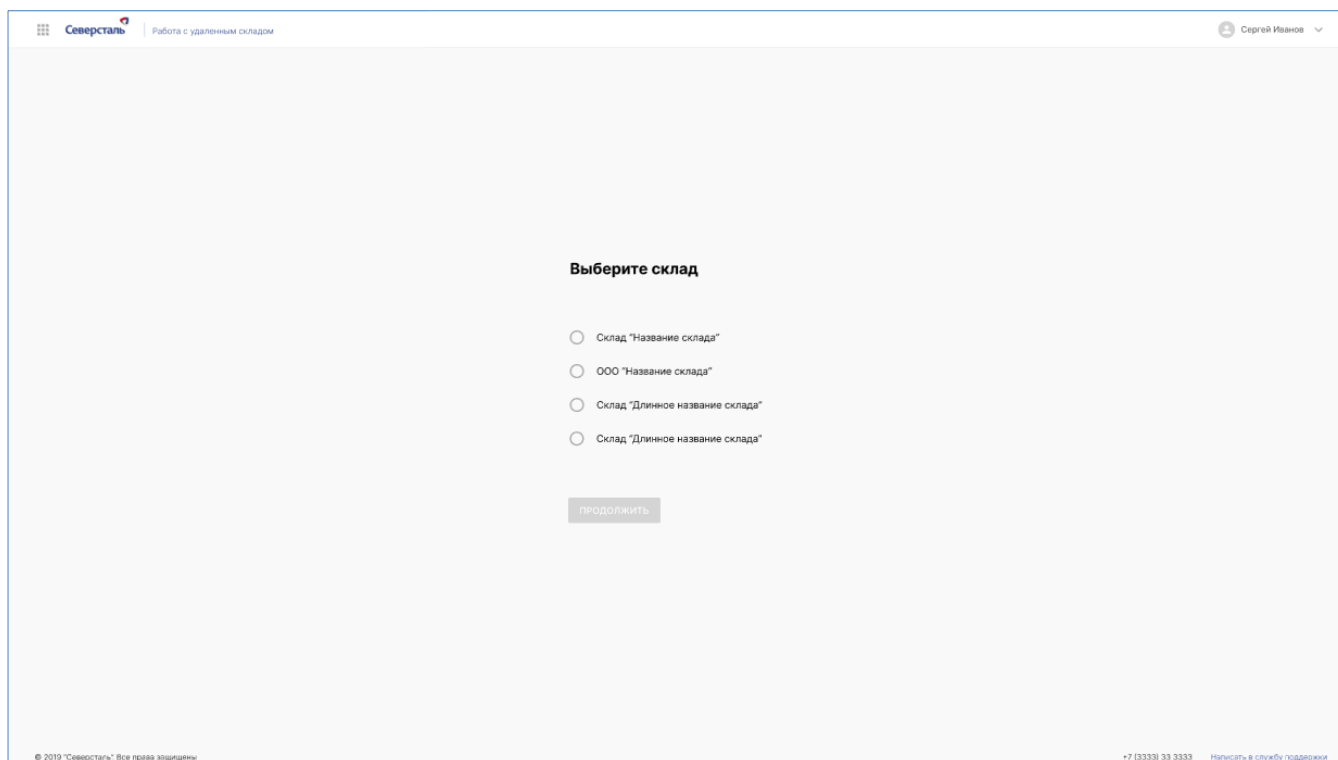 Северсталь
Работа с удаленным складом
Сергей Иванов
Выберите склад
Склад "Название склада"
ООО "Название склада"
Склад "Длинное название склада"
Склад "Длинное название склада"
ПРОДОЛЖИТЬ
© 2019 "Северсталь". Все права защищены
+7 (3333) 33 3333 Написать в службу поддержки